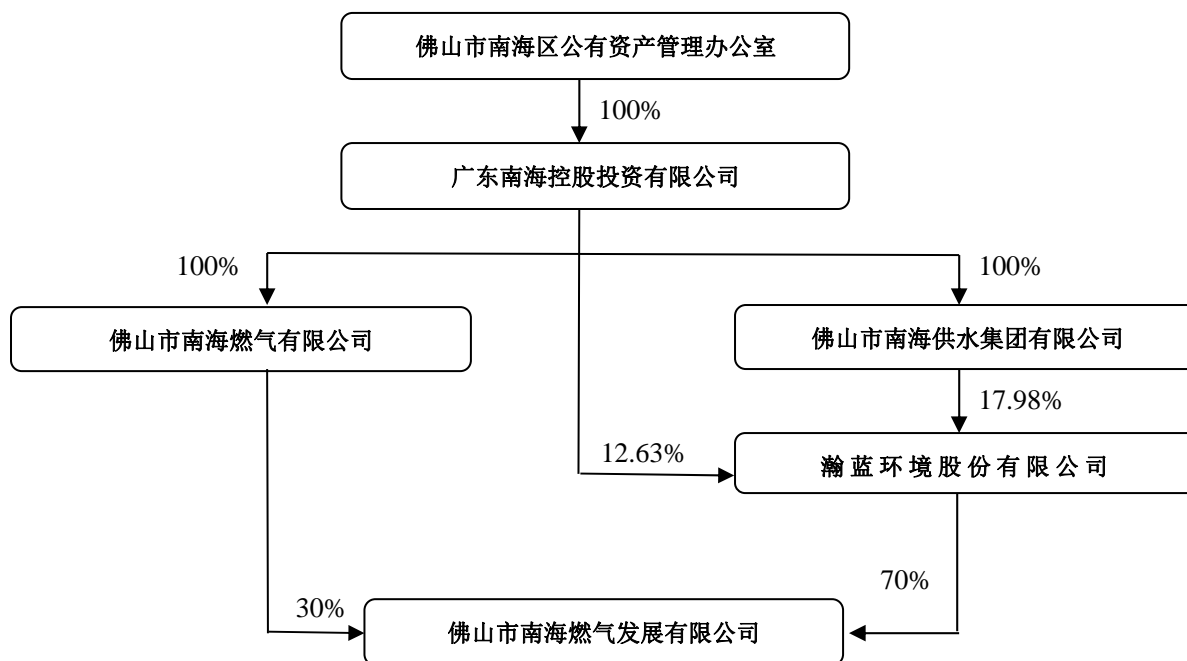 佛山市南海区公有资产管理办公室
100%
广东南海控股投资有限公司
100%
100%
佛山市南海燃气有限公司
佛山市南海供水集团有限公司
17.98%
12.63%
瀚蓝环境股份有限公司
70%
30%
佛山市南海燃气发展有限公司